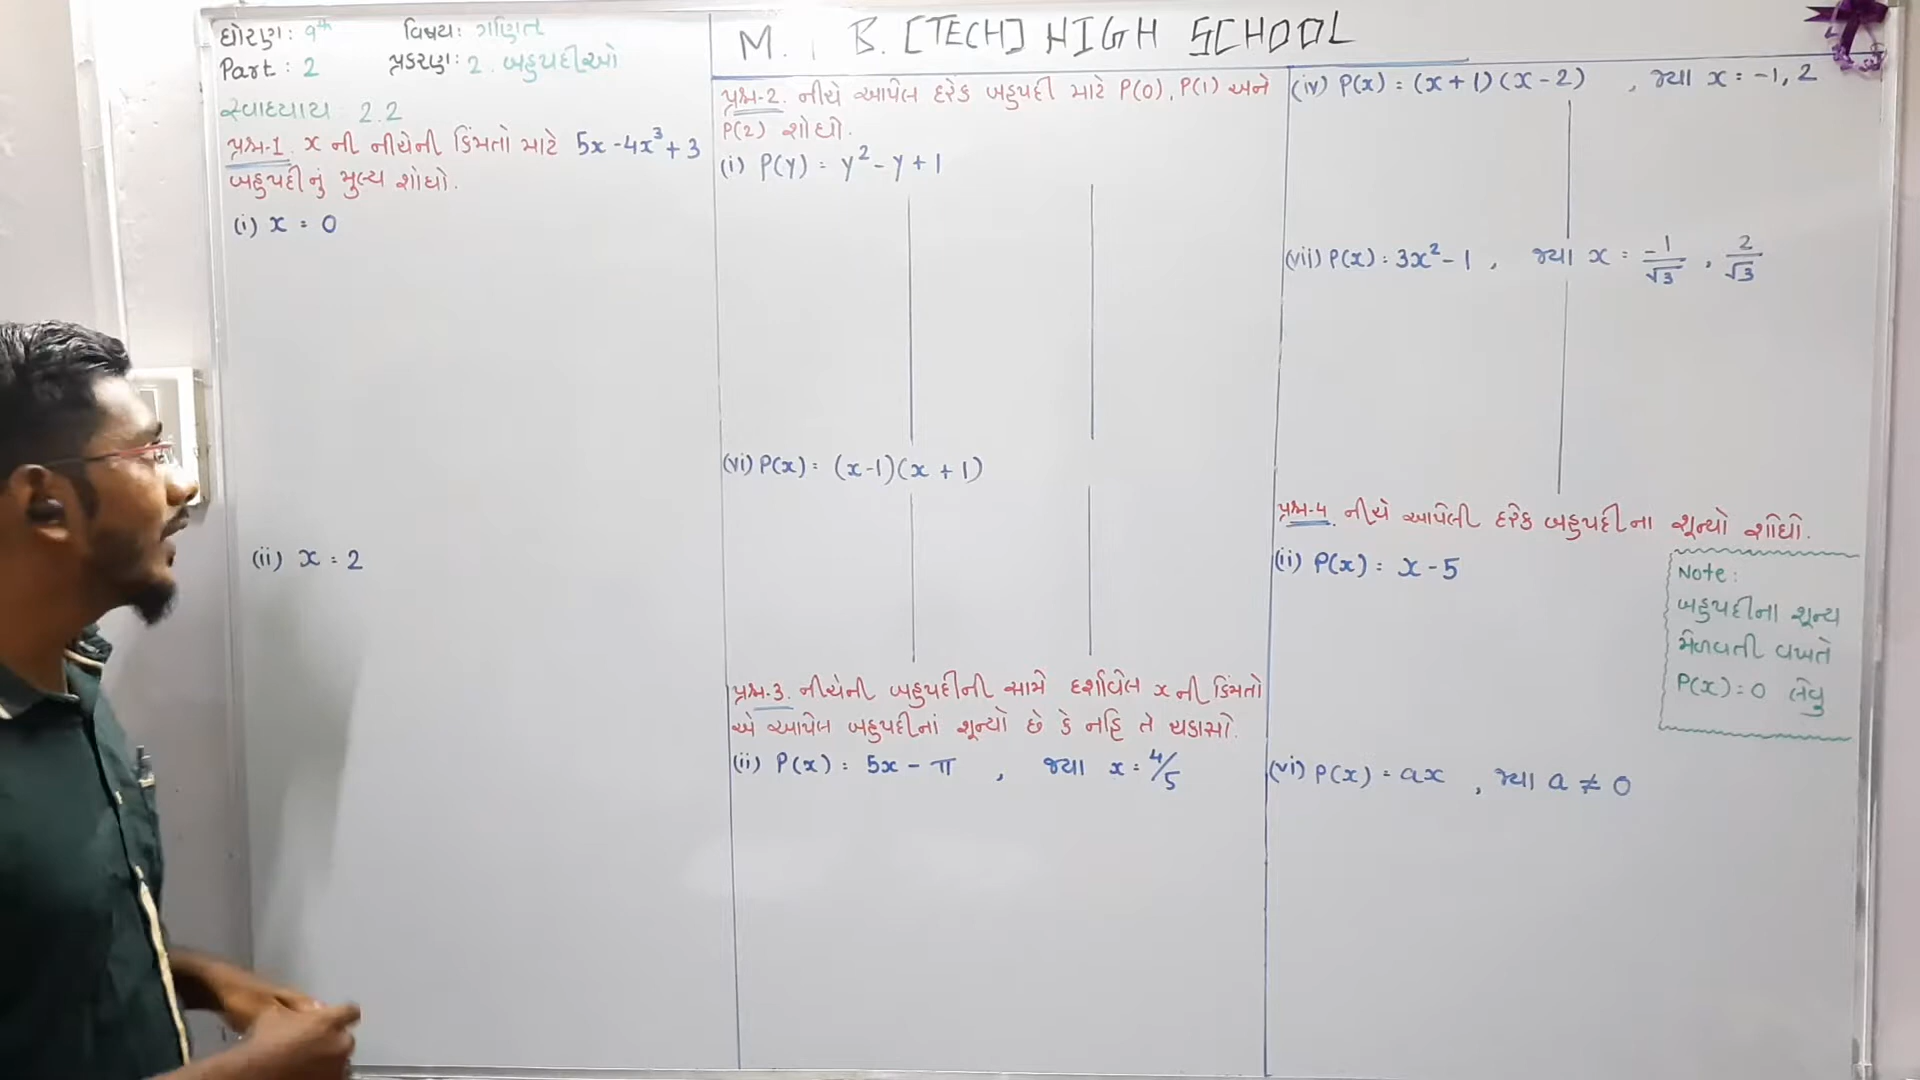 ધોરણ: 9th વિષય: ગણિત
Part: 2 પ્રકરણ: 2. બહુપદીઓ
સ્વાધ્યાય 2.2
પ્રશ્ન-1. x ની નીચેની કિંમતો માટે 5x - 4x³ + 3
બહુપદીનું મુલ્ય શોધો.
(i) x = 0
(ii) x = 2
M. B. [TECH] HIGH SCHOOL
પ્રશ્ન-2. નીચે આપેલ દરેક બહુપદી માટે P(0), P(1) અને
P(2) શોધો.
(i) P(y) = y² - y + 1
(vi) P(x) = (x-1)(x + 1)
પ્રશ્ન-3. નીચેની બહુપદીની સામે દર્શાવેલ x ની કિંમતો
એ આપેલ બહુપદીનાં શૂન્યો છે કે નહિ તે ચકાસો.
(ii) P(x) = 5x - π , જ્યા x = 4/5
(iv) P(x) = (x + 1) (x - 2) , જ્યા x = -1, 2
(vii) P(x) = 3x² - 1 , જ્યા x = -1/√3 , 2/√3
પ્રશ્ન-4. નીચે આપેલી દરેક બહુપદીના શૂન્યો શોધો.
(ii) P(x) = x - 5
Note:
બહુપદીના શૂન્ય
મેળવતી વખતે
P(x) = 0 લેવુ
(vi) P(x) = ax , જ્યા a ≠ 0